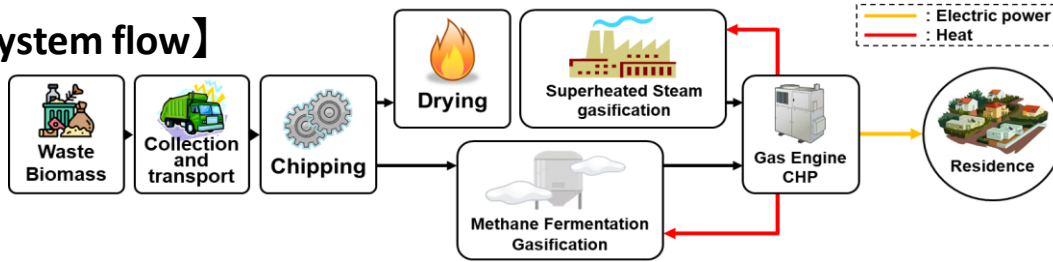 ystem flow】
: Electric power
: Heat
Waste
Biomass
Collection
and
transport
Chipping
Drying
Superheated Steam
gasification
Methane Fermentation
Gasification
Gas Engine
CHP
Residence